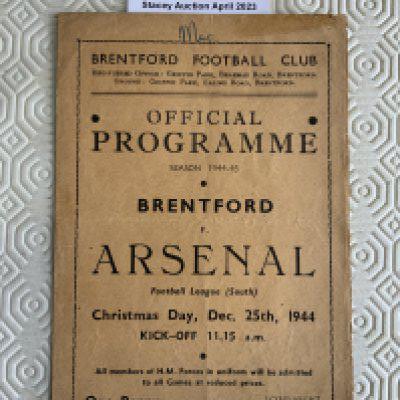 Stacey Auction April 2023
BRENTFORD FOOTBALL CLUB
OFFICIAL
PROGRAMME
SEASON 1944-45
BRENTFORD
v.
ARSENAL
Football League (South)
Christmas Day, Dec. 25th, 1944
KICK-OFF 11.15 a.m.
All members of H.M. Forces in uniform will be admitted
to all Games at reduced prices.